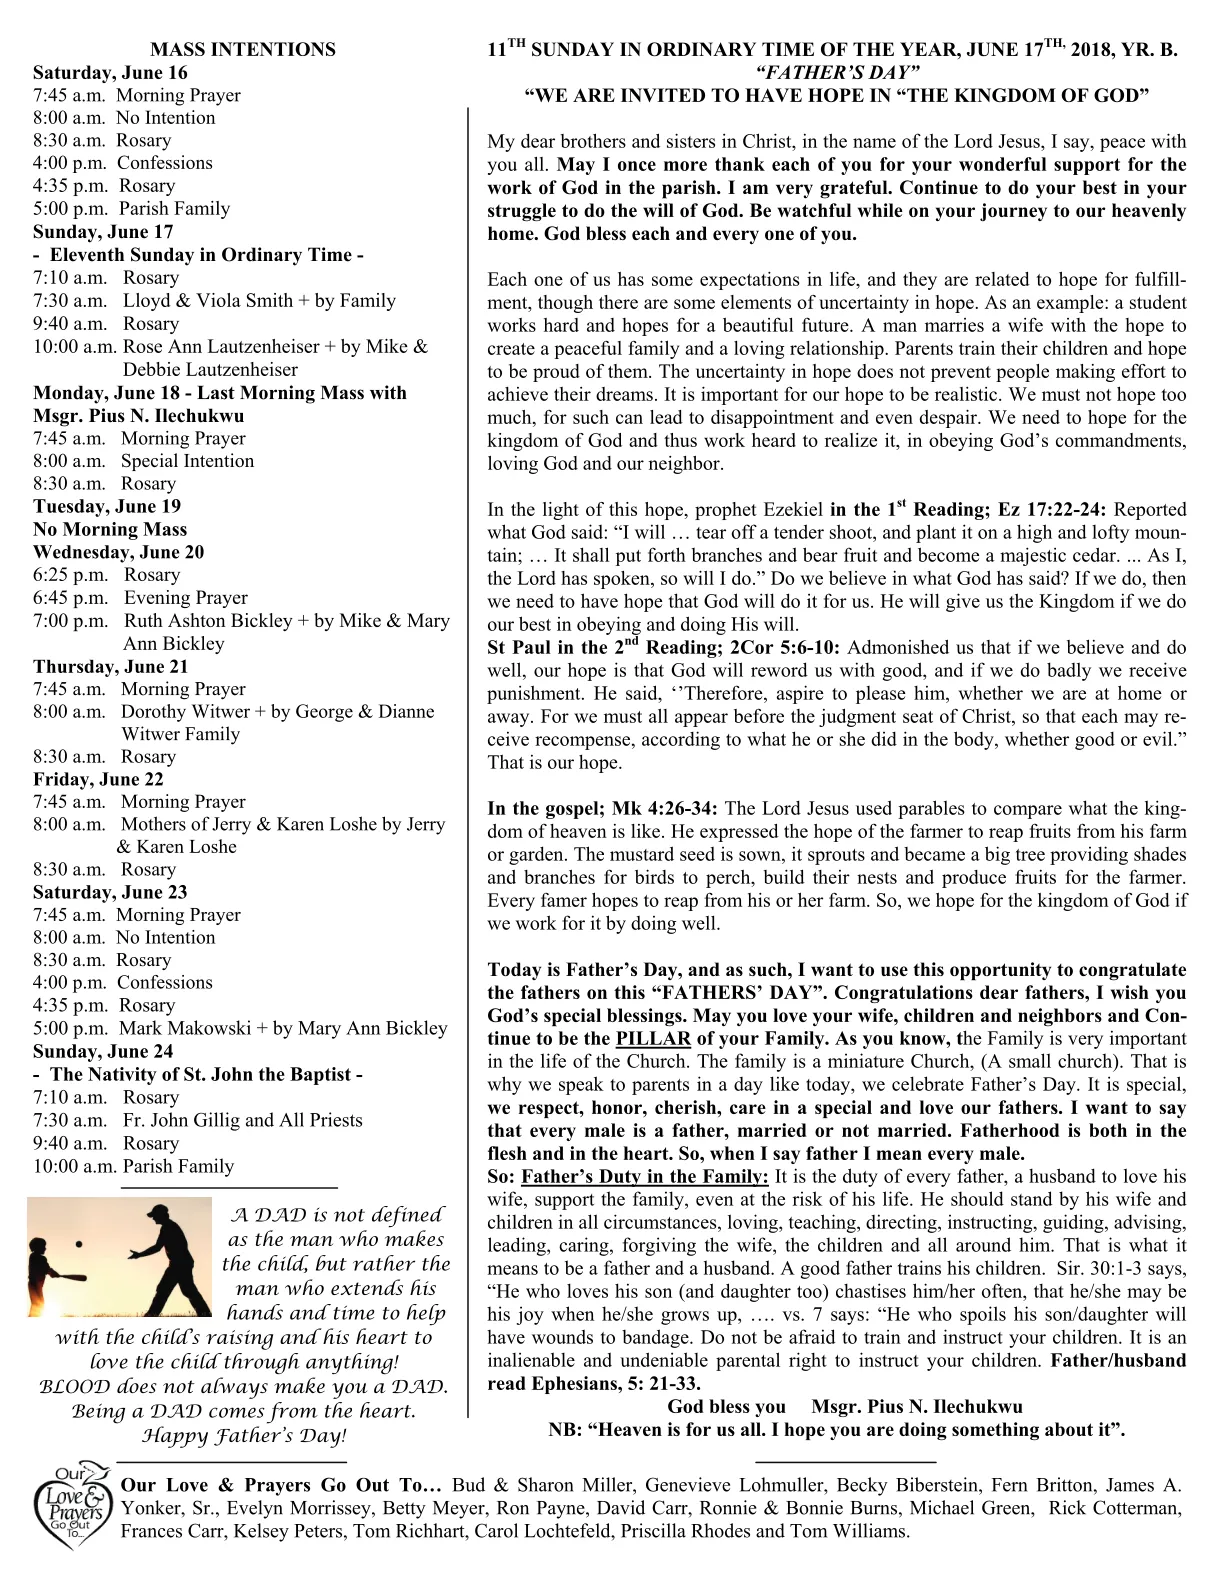 MASS INTENTIONS
Saturday, June 16
7:45 a.m. Morning Prayer
8:00 a.m. No Intention
8:30 a.m. Rosary
4:00 p.m. Confessions
4:35 p.m. Rosary
5:00 p.m. Parish Family
Sunday, June 17
- Eleventh Sunday in Ordinary Time -
7:10 a.m. Rosary
7:30 a.m. Lloyd & Viola Smith + by Family
9:40 a.m. Rosary
10:00 a.m. Rose Ann Lautzenheiser + by Mike &
Debbie Lautzenheiser
Monday, June 18 - Last Morning Mass with
Msgr. Pius N. Ilechukwu
7:45 a.m. Morning Prayer
8:00 a.m. Special Intention
8:30 a.m. Rosary
Tuesday, June 19
No Morning Mass
Wednesday, June 20
6:25 p.m. Rosary
6:45 p.m. Evening Prayer
7:00 p.m. Ruth Ashton Bickley + by Mike & Mary
Ann Bickley
Thursday, June 21
7:45 a.m. Morning Prayer
8:00 a.m. Dorothy Witwer + by George & Dianne
Witwer Family
8:30 a.m. Rosary
Friday, June 22
7:45 a.m. Morning Prayer
8:00 a.m. Mothers of Jerry & Karen Loshe by Jerry
& Karen Loshe
8:30 a.m. Rosary
Saturday, June 23
7:45 a.m. Morning Prayer
8:00 a.m. No Intention
8:30 a.m. Rosary
4:00 p.m. Confessions
4:35 p.m. Rosary
5:00 p.m. Mark Makowski + by Mary Ann Bickley
Sunday, June 24
- The Nativity of St. John the Baptist -
7:10 a.m. Rosary
7:30 a.m. Fr. John Gillig and All Priests
9:40 a.m. Rosary
10:00 a.m. Parish Family
A DAD is not defined
as the man who makes
the child, but rather the
man who extends his
hands and time to help
with the child's raising and his heart to
love the child through anything!
BLOOD does not always make you a DAD.
Being a DAD comes from the heart.
Happy Father's Day!
11TH SUNDAY IN ORDINARY TIME OF THE YEAR, JUNE 17TH, 2018, YR. B.
“FATHER’S DAY”
“WE ARE INVITED TO HAVE HOPE IN “THE KINGDOM OF GOD”
My dear brothers and sisters in Christ, in the name of the Lord Jesus, I say, peace with
you all. May I once more thank each of you for your wonderful support for the
work of God in the parish. I am very grateful. Continue to do your best in your
struggle to do the will of God. Be watchful while on your journey to our heavenly
home. God bless each and every one of you.
Each one of us has some expectations in life, and they are related to hope for fulfill-
ment, though there are some elements of uncertainty in hope. As an example: a student
works hard and hopes for a beautiful future. A man marries a wife with the hope to
create a peaceful family and a loving relationship. Parents train their children and hope
to be proud of them. The uncertainty in hope does not prevent people making effort to
achieve their dreams. It is important for our hope to be realistic. We must not hope too
much, for such can lead to disappointment and even despair. We need to hope for the
kingdom of God and thus work heard to realize it, in obeying God’s commandments,
loving God and our neighbor.
In the light of this hope, prophet Ezekiel in the 1st Reading; Ez 17:22-24: Reported
what God said: “I will … tear off a tender shoot, and plant it on a high and lofty moun-
tain; … It shall put forth branches and bear fruit and become a majestic cedar. ... As I,
the Lord has spoken, so will I do.” Do we believe in what God has said? If we do, then
we need to have hope that God will do it for us. He will give us the Kingdom if we do
our best in obeying and doing His will.
St Paul in the 2nd Reading; 2Cor 5:6-10: Admonished us that if we believe and do
well, our hope is that God will reword us with good, and if we do badly we receive
punishment. He said, ‘’Therefore, aspire to please him, whether we are at home or
away. For we must all appear before the judgment seat of Christ, so that each may re-
ceive recompense, according to what he or she did in the body, whether good or evil.”
That is our hope.
In the gospel; Mk 4:26-34: The Lord Jesus used parables to compare what the king-
dom of heaven is like. He expressed the hope of the farmer to reap fruits from his farm
or garden. The mustard seed is sown, it sprouts and became a big tree providing shades
and branches for birds to perch, build their nests and produce fruits for the farmer.
Every famer hopes to reap from his or her farm. So, we hope for the kingdom of God if
we work for it by doing well.
Today is Father’s Day, and as such, I want to use this opportunity to congratulate
the fathers on this “FATHERS’ DAY”. Congratulations dear fathers, I wish you
God’s special blessings. May you love your wife, children and neighbors and Con-
tinue to be the PILLAR of your Family. As you know, the Family is very important
in the life of the Church. The family is a miniature Church, (A small church). That is
why we speak to parents in a day like today, we celebrate Father’s Day. It is special,
we respect, honor, cherish, care in a special and love our fathers. I want to say
that every male is a father, married or not married. Fatherhood is both in the
flesh and in the heart. So, when I say father I mean every male.
So: Father’s Duty in the Family: It is the duty of every father, a husband to love his
wife, support the family, even at the risk of his life. He should stand by his wife and
children in all circumstances, loving, teaching, directing, instructing, guiding, advising,
leading, caring, forgiving the wife, the children and all around him. That is what it
means to be a father and a husband. A good father trains his children. Sir. 30:1-3 says,
“He who loves his son (and daughter too) chastises him/her often, that he/she may be
his joy when he/she grows up, …. vs. 7 says: “He who spoils his son/daughter will
have wounds to bandage. Do not be afraid to train and instruct your children. It is an
inalienable and undeniable parental right to instruct your children. Father/husband
read Ephesians, 5: 21-33.
God bless you Msgr. Pius N. Ilechukwu
NB: “Heaven is for us all. I hope you are doing something about it”.
Our
Love &
Prayers
Go Out
To...
Our Love & Prayers Go Out To… Bud & Sharon Miller, Genevieve Lohmuller, Becky Biberstein, Fern Britton, James A.
Yonker, Sr., Evelyn Morrissey, Betty Meyer, Ron Payne, David Carr, Ronnie & Bonnie Burns, Michael Green, Rick Cotterman,
Frances Carr, Kelsey Peters, Tom Richhart, Carol Lochtefeld, Priscilla Rhodes and Tom Williams.